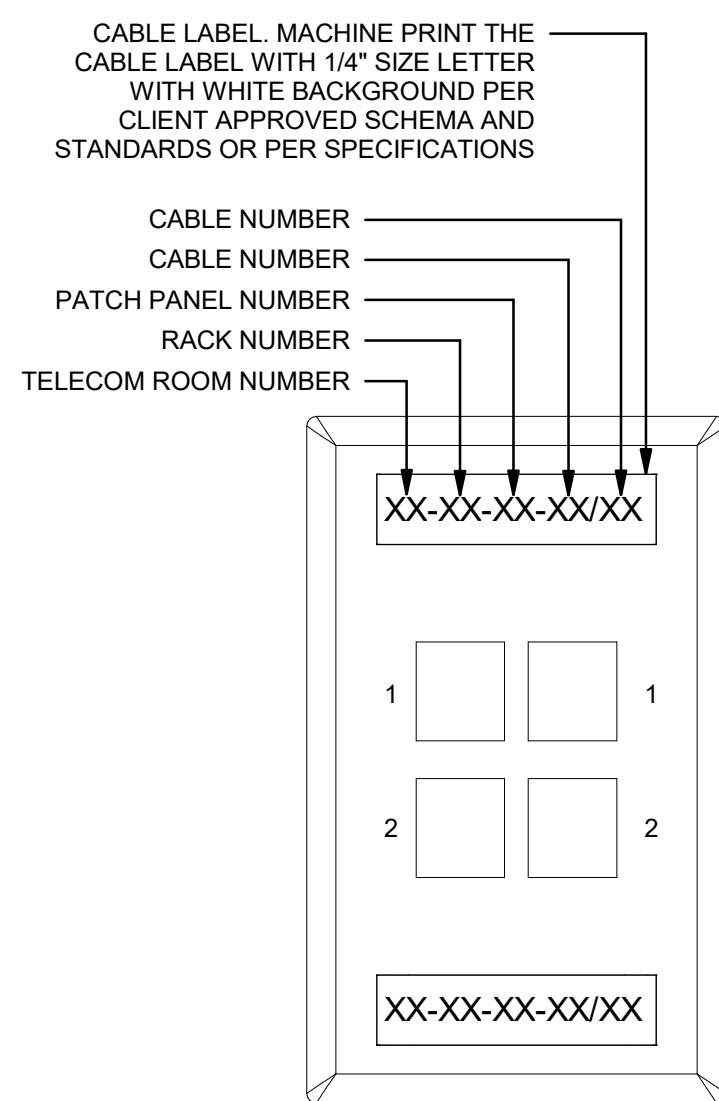 CABLE LABEL. MACHINE PRINT THE
CABLE LABEL WITH 1/4" SIZE LETTER
WITH WHITE BACKGROUND PER
CLIENT APPROVED SCHEMA AND
STANDARDS OR PER SPECIFICATIONS
CABLE NUMBER
CABLE NUMBER
PATCH PANEL NUMBER
RACK NUMBER
TELECOM ROOM NUMBER
XX-XX-XX-XX/XX
1 1
2 2
XX-XX-XX-XX/XX